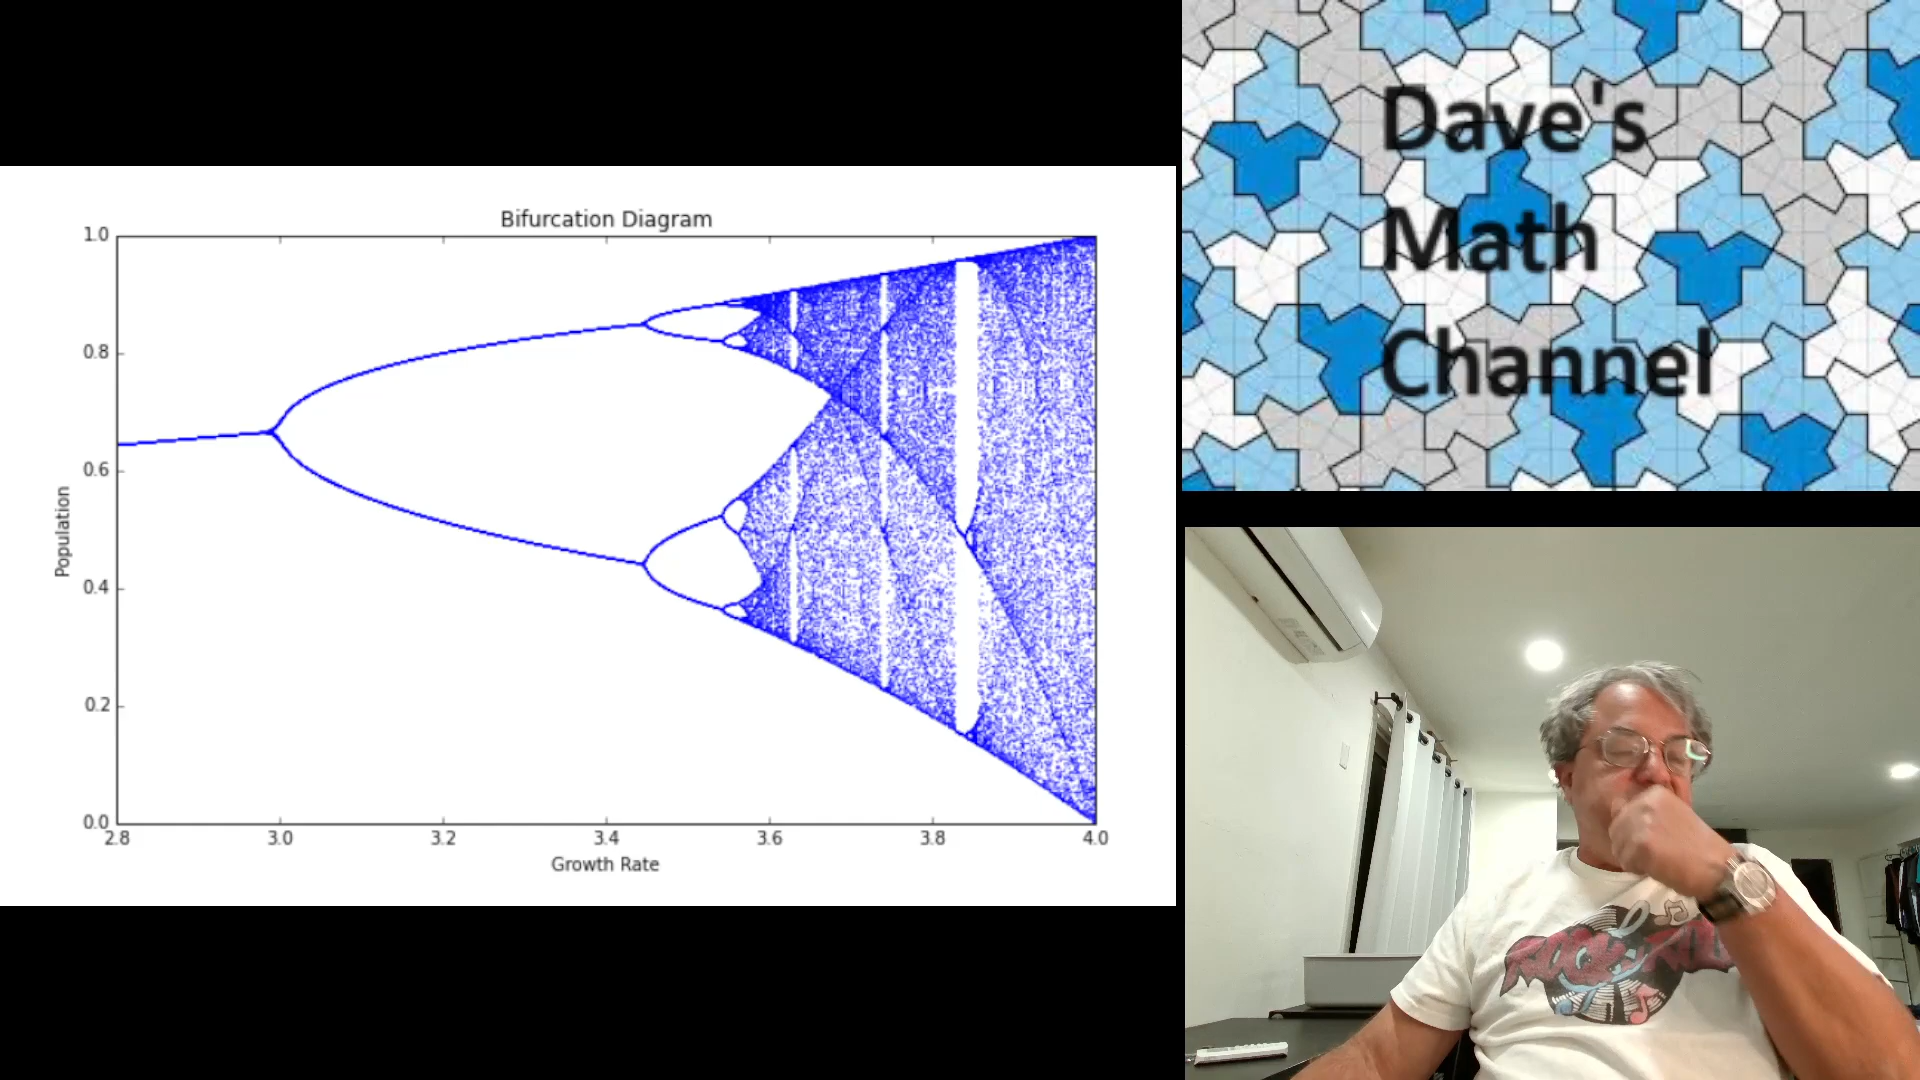 Bifurcation Diagram
1.0
0.8
0.6
0.4
0.2
0.0
Population
2.8 3.0 3.2 3.4 3.6 3.8 4.0
Growth Rate
Dave's
Math
Channel